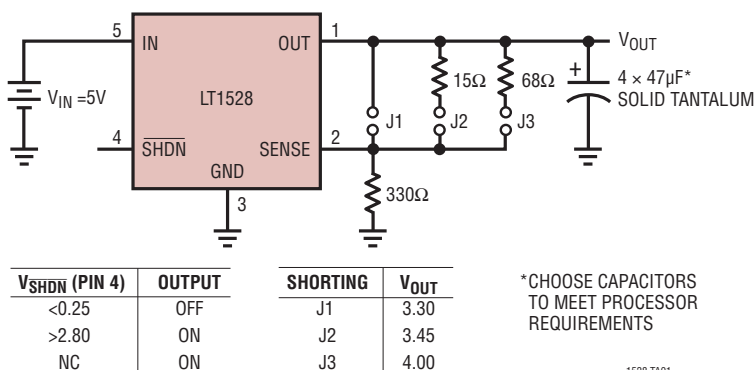 5 IN OUT 1 V_OUT
V_IN =5V
LT1528
15Ω 68Ω + 4 × 47µF*
SOLID TANTALUM
J1 J2 J3
4 SHDN SENSE 2
GND
3
330Ω
V_SHDN (PIN 4) OUTPUT
<0.25 OFF
>2.80 ON
NC ON
SHORTING V_OUT
J1 3.30
J2 3.45
J3 4.00
*CHOOSE CAPACITORS
TO MEET PROCESSOR
REQUIREMENTS